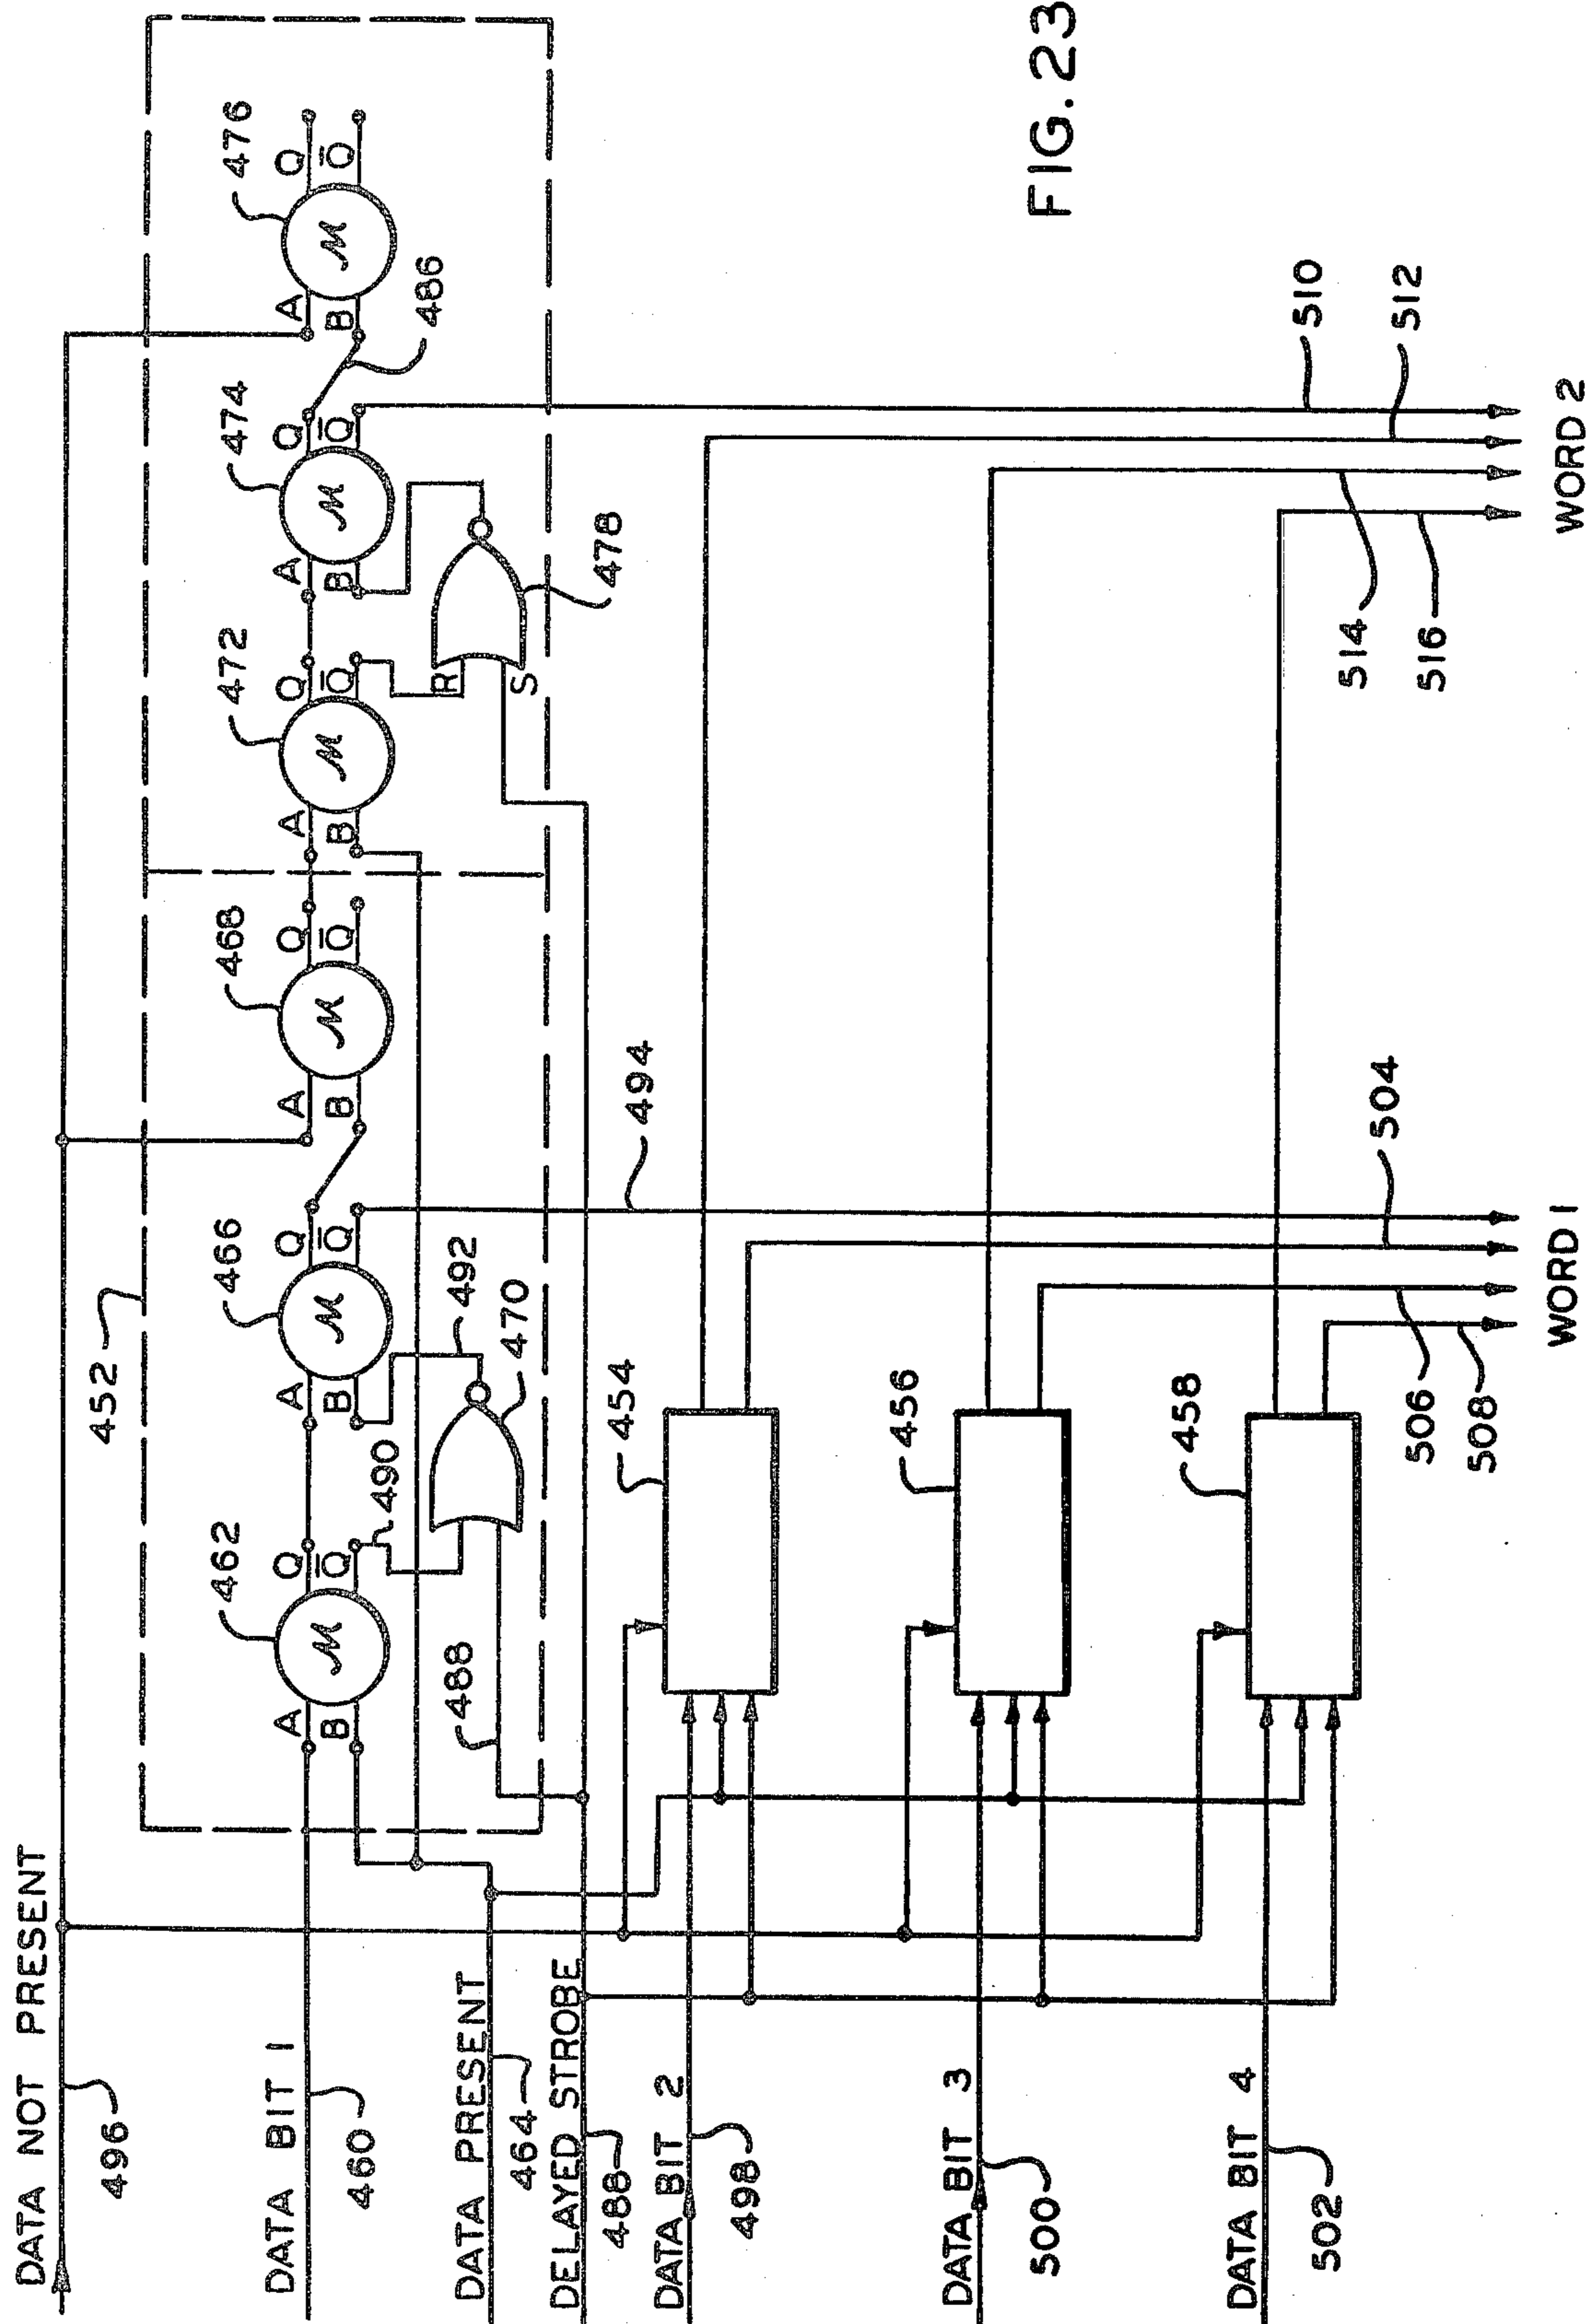 DATA NOT PRESENT
496
DATA BIT 1
460
DATA PRESENT
464
DELAYED STROBE
488
DATA BIT 2
498
DATA BIT 3
500
DATA BIT 4
502
452
462
A
B
M
Q
Q̅
490
488
470
492
466
A
B
M
Q
Q̅
468
A
B
M
Q
Q̅
472
A
B
M
Q
Q̅
R
S
478
474
A
B
M
Q
Q̅
486
476
A
B
M
Q
Q̅
454
456
458
494
504
506
508
WORD 1
510
512
514
516
WORD 2
FIG. 23